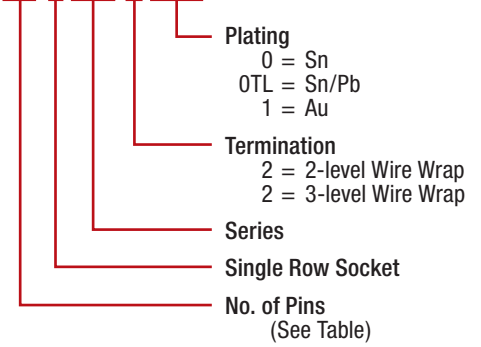 Plating
0 = Sn
0TL = Sn/Pb
1 = Au
Termination
2 = 2-level Wire Wrap
2 = 3-level Wire Wrap
Series
Single Row Socket
No. of Pins
(See Table)